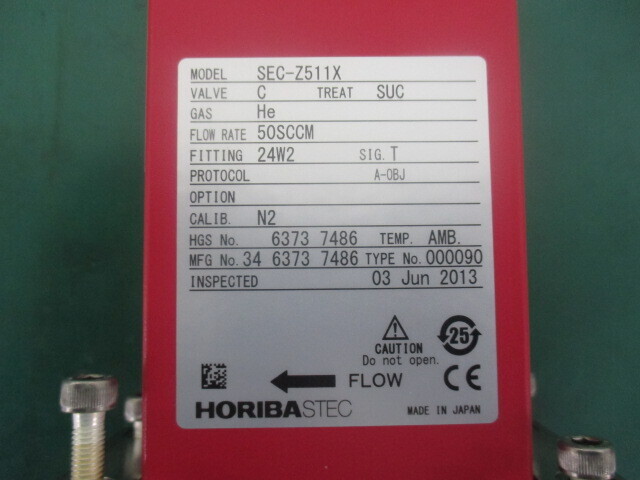 MODEL SEC-Z511X
VALVE C TREAT SUC
GAS He
FLOW RATE 50SCCM
FITTING 24W2 SIG. T
PROTOCOL A-OBJ
OPTION
CALIB. N2
HGS No. 6373 7486 TEMP. AMB.
MFG No. 34 6373 7486 TYPE No. 000090
INSPECTED 03 Jun 2013
25
CAUTION
Do not open.
FLOW
CE
HORIBASTEC
MADE IN JAPAN